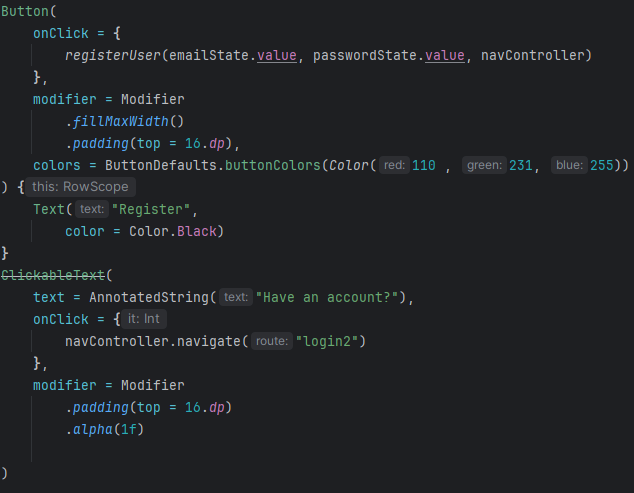 Button(
    onClick = {
        registerUser(emailState.value, passwordState.value, navController)
    },
    modifier = Modifier
        .fillMaxWidth()
        .padding(top = 16.dp),
    colors = ButtonDefaults.buttonColors(Color( red: 110 , green: 231, blue: 255))
) { this: RowScope
    Text( text: "Register",
        color = Color.Black)
}
ClickableText(
    text = AnnotatedString( text: "Have an account?"),
    onClick = { it: Int
        navController.navigate( route: "login2")
    },
    modifier = Modifier
        .padding(top = 16.dp)
        .alpha(1f)
)